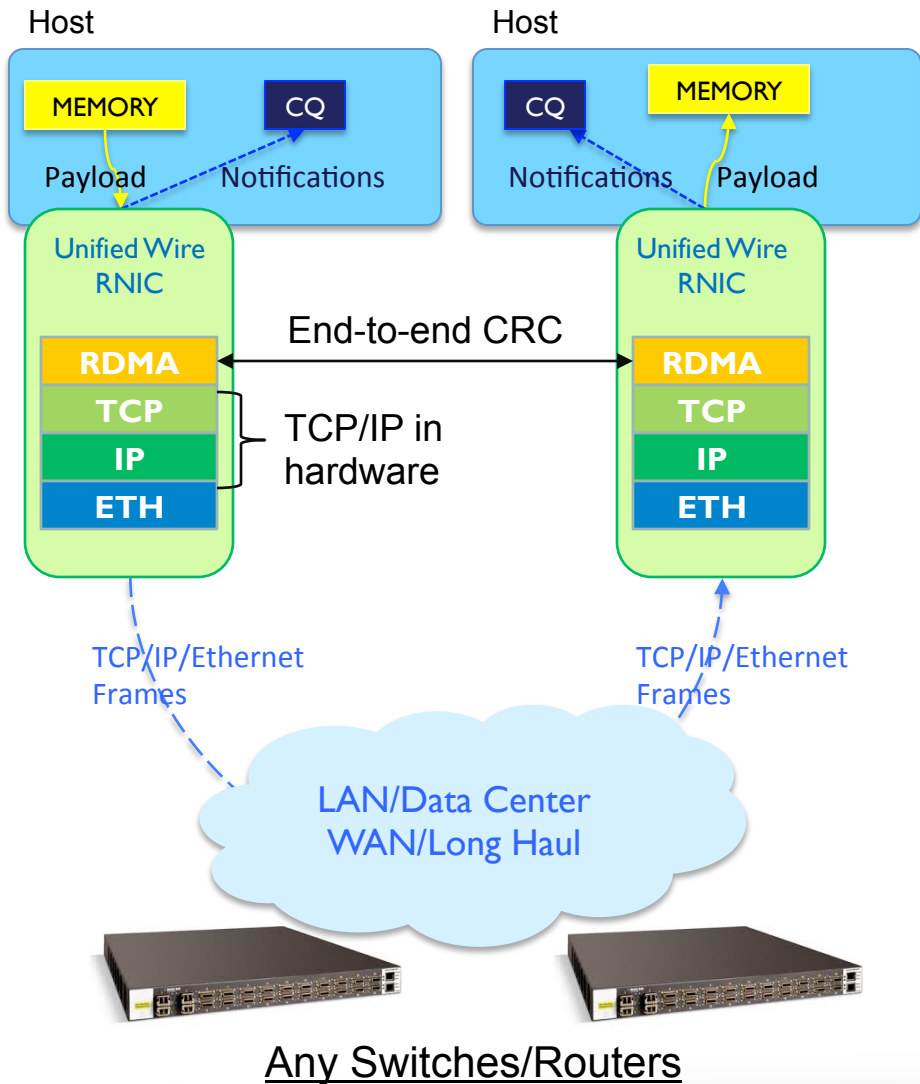 Host
Host
MEMORY
CQ
CQ
MEMORY
Payload
Notifications
Notifications
Payload
Unified Wire
RNIC
Unified Wire
RNIC
End-to-end CRC
RDMA
TCP
IP
ETH
TCP/IP in
hardware
RDMA
TCP
IP
ETH
TCP/IP/Ethernet
Frames
TCP/IP/Ethernet
Frames
LAN/Data Center
WAN/Long Haul
Any Switches/Routers